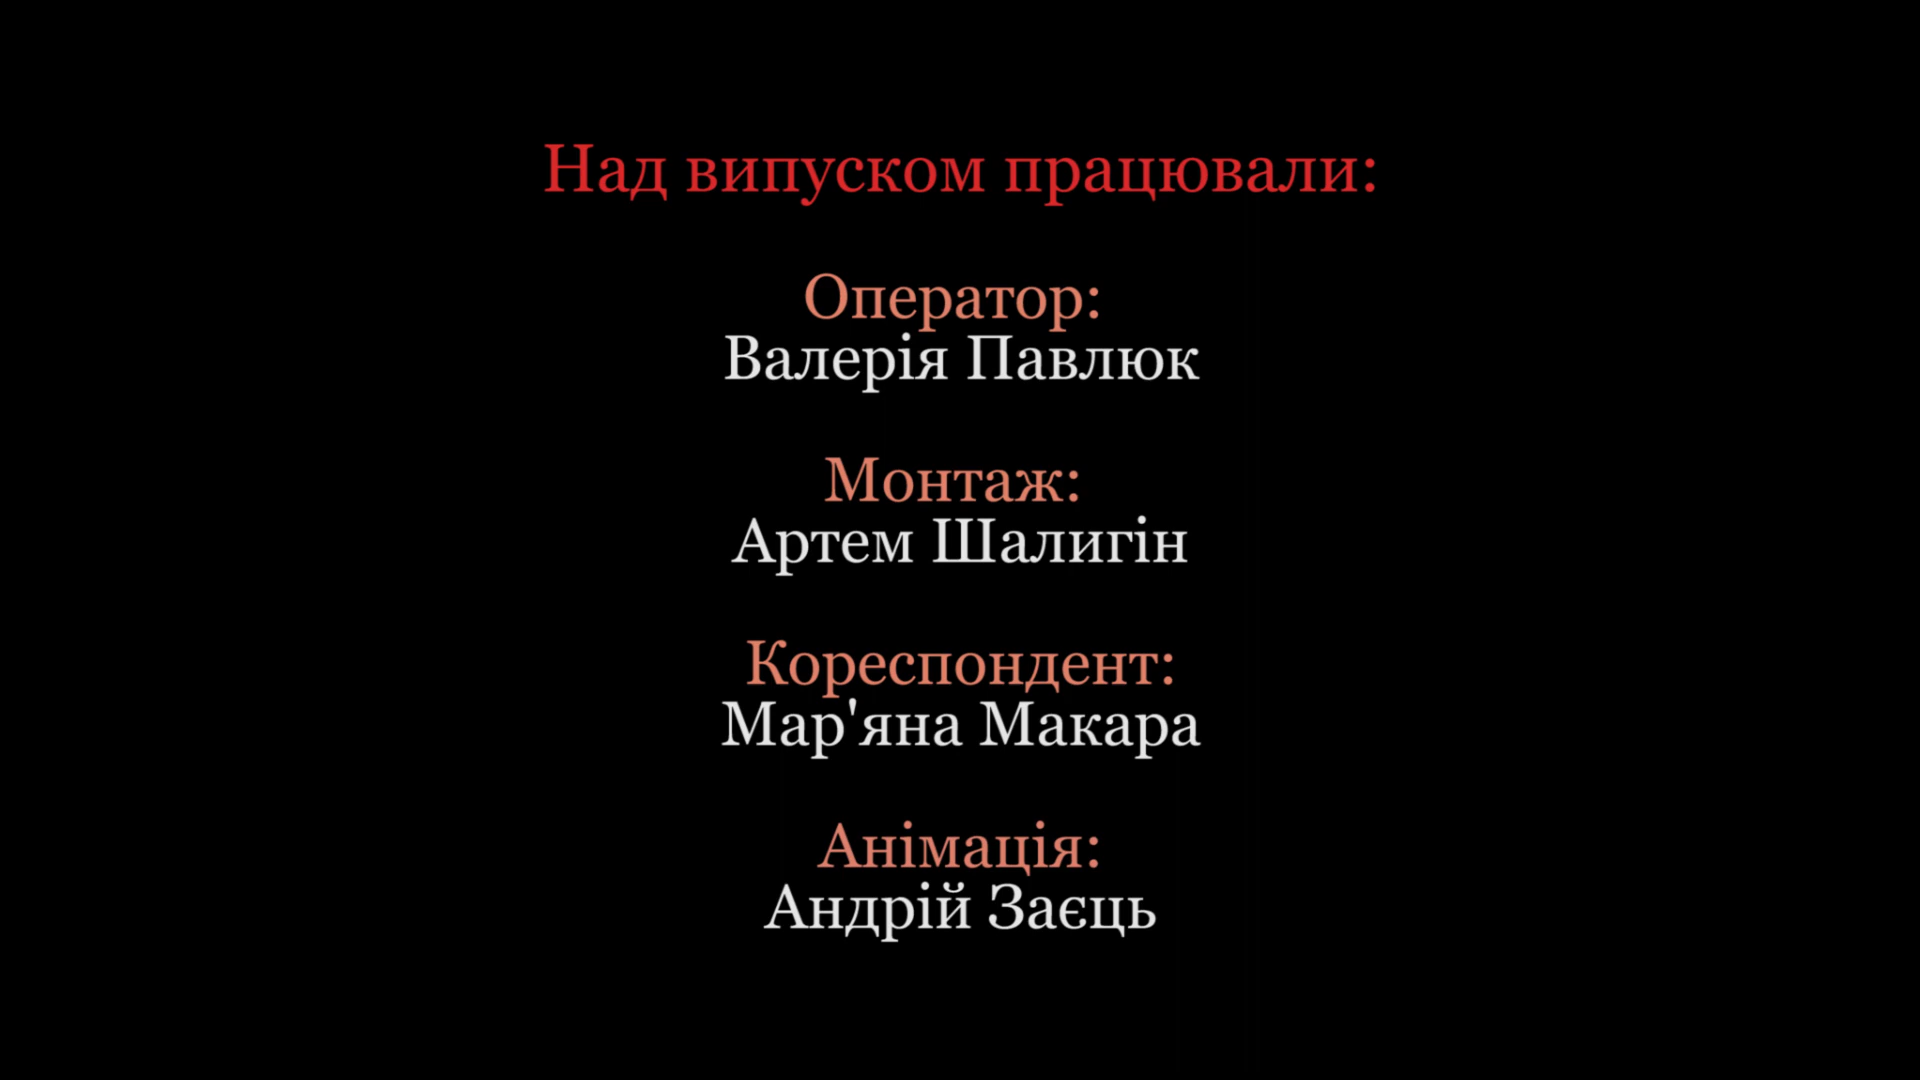 Над випуском працювали:
Оператор:
Валерія Павлюк
Монтаж:
Артем Шалигін
Кореспондент:
Мар'яна Макара
Анімація:
Андрій Заєць